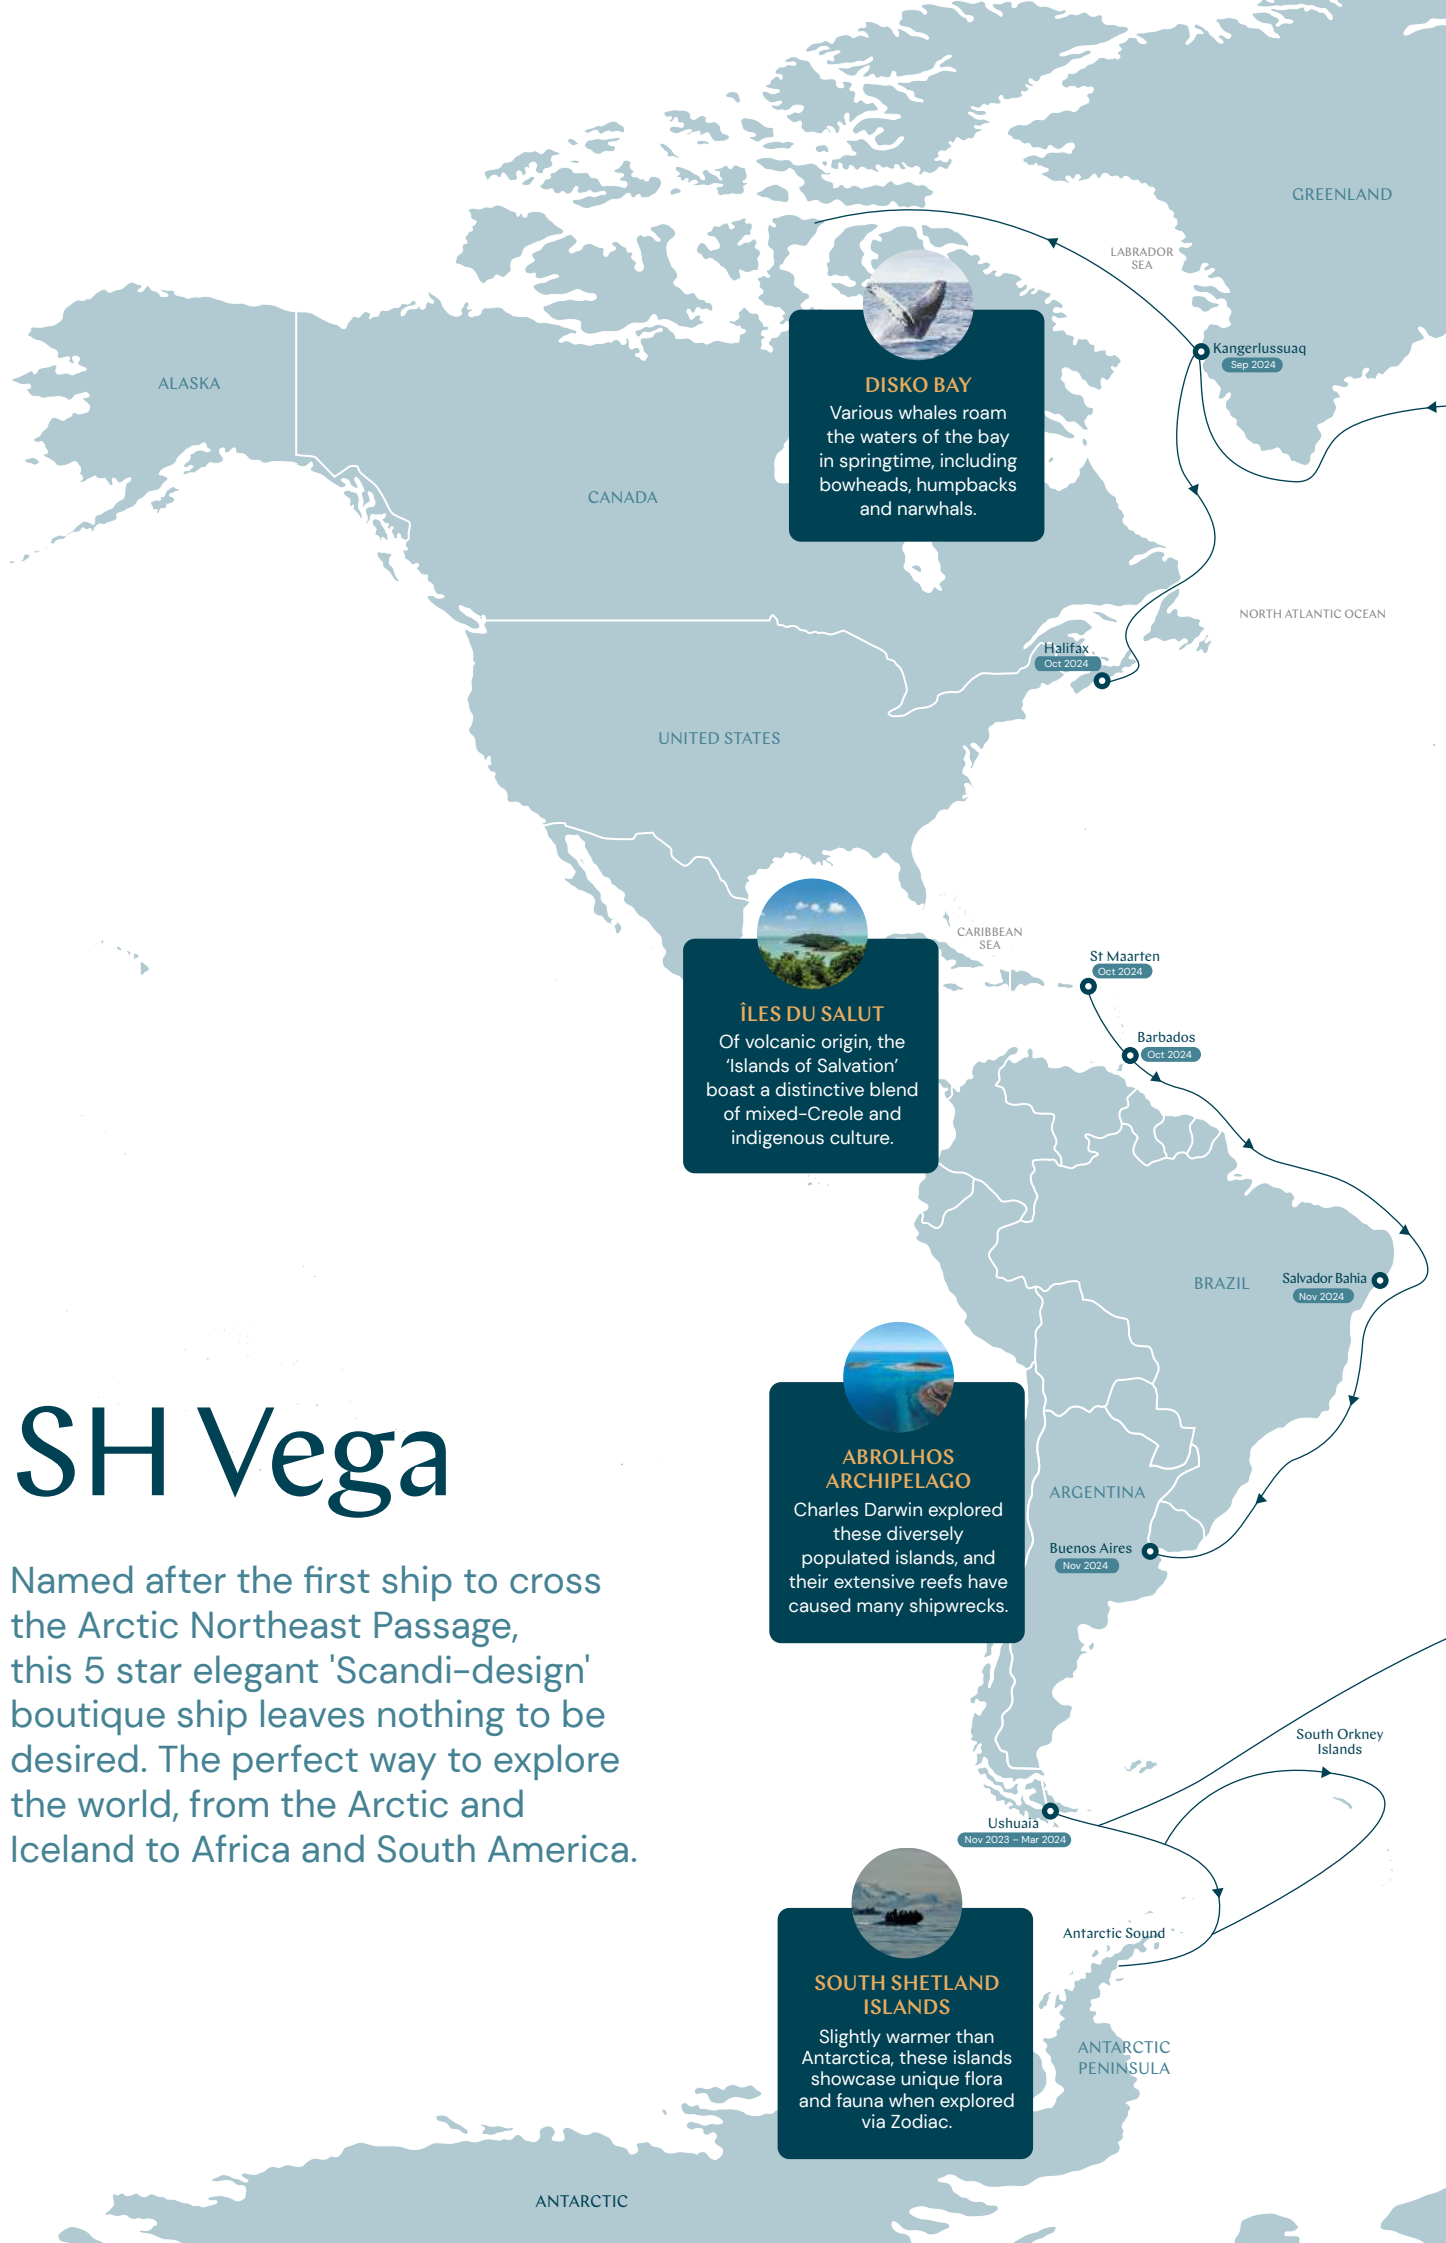 GREENLAND
LABRADOR
SEA
Kangerlussuaq
Sep 2024
ALASKA
DISKO BAY
Various whales roam
the waters of the bay
in springtime, including
bowheads, humpbacks
and narwhals.
CANADA
NORTH ATLANTIC OCEAN
Halifax
Oct 2024
UNITED STATES
CARIBBEAN
SEA
St Maarten
Oct 2024
ÎLES DU SALUT
Of volcanic origin, the
‘Islands of Salvation’
boast a distinctive blend
of mixed-Creole and
indigenous culture.
Barbados
Oct 2024
BRAZIL
Salvador Bahia
Nov 2024
SH Vega
Named after the first ship to cross
the Arctic Northeast Passage,
this 5 star elegant 'Scandi-design'
boutique ship leaves nothing to be
desired. The perfect way to explore
the world, from the Arctic and
Iceland to Africa and South America.
ABROLHOS
ARCHIPELAGO
Charles Darwin explored
these diversely
populated islands, and
their extensive reefs have
caused many shipwrecks.
ARGENTINA
Buenos Aires
Nov 2024
South Orkney
Islands
Ushuaia
Nov 2023 – Mar 2024
Antarctic Sound
SOUTH SHETLAND
ISLANDS
Slightly warmer than
Antarctica, these islands
showcase unique flora
and fauna when explored
via Zodiac.
ANTARCTIC
PENINSULA
ANTARCTIC